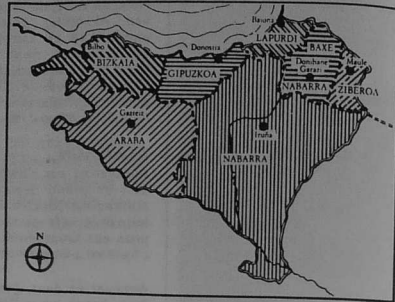 Baiona
LAPURDI
Bilbo
Donostia
BAXE
BIZKAIA
GIPUZKOA
Maule
Donibane
Garazi
NABARRA
ZIBEROA
Gasteiz
ARABA
Iruña
NABARRA
N